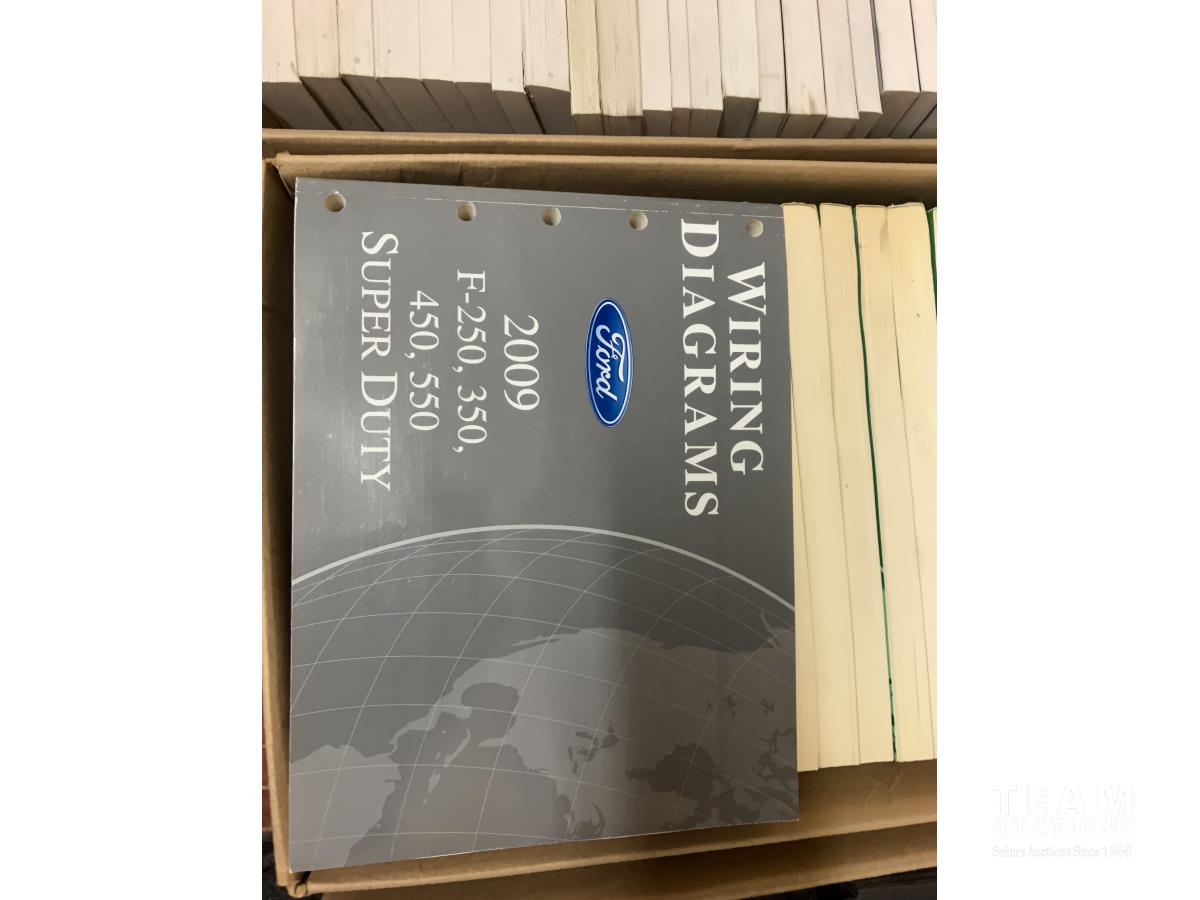 WIRING
DIAGRAMS
Ford
2009
F-250, 350,
450, 550
SUPER DUTY
TEAM
AUCTIONS
Sekura Auctions Since 1966